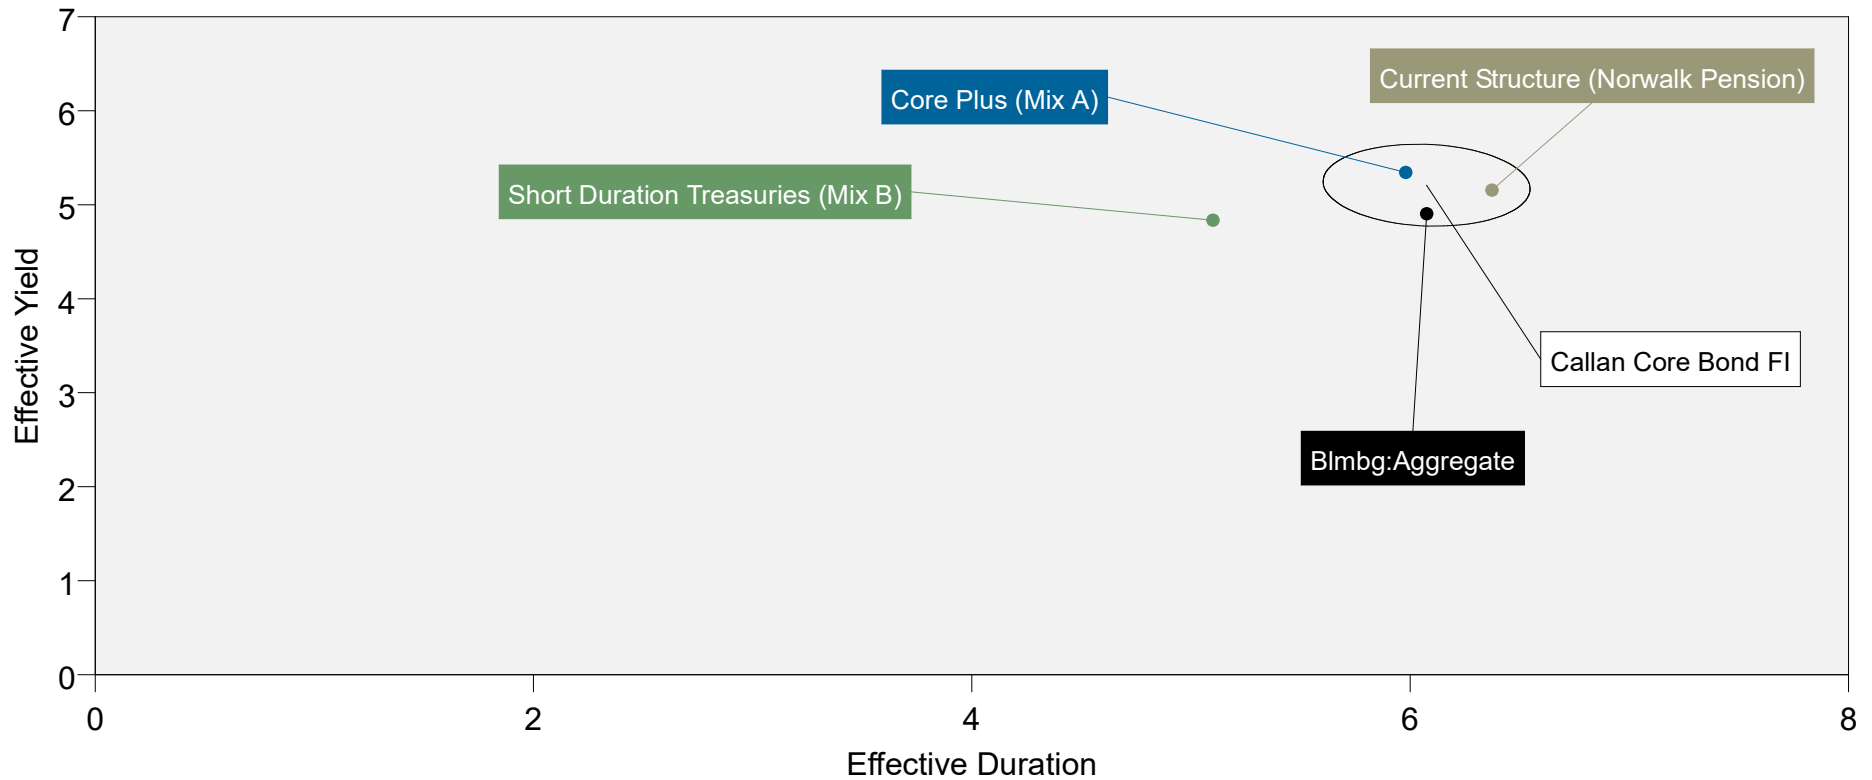 7
6
5
4
3
2
1
0
Effective Yield
Current Structure (Norwalk Pension)
Core Plus (Mix A)
Short Duration Treasuries (Mix B)
Callan Core Bond FI
Blmbg:Aggregate
0 2 4 6 8
Effective Duration